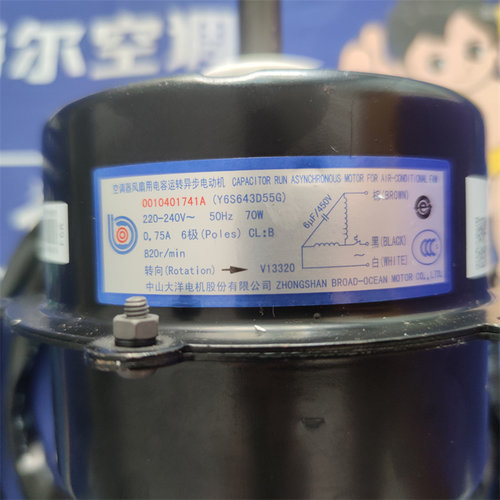 尔空调
空调器风扇用电容运转异步电动机 CAPACITOR RUN ASYNCHRONOUS MOTOR FOR AIR-CONDITIONAL FAN
0010401741A (Y6S643D55G)
220-240V~ 50Hz 70W
0.75A 6极(Poles) CL:B
820r/min
转向(Rotation) → V13320
中山大洋电机股份有限公司 ZHONGSHAN BROAD-OCEAN MOTOR CO.,LTD.
6μF/450V
棕(BROWN)
黑(BLACK)
白(WHITE)
CCC